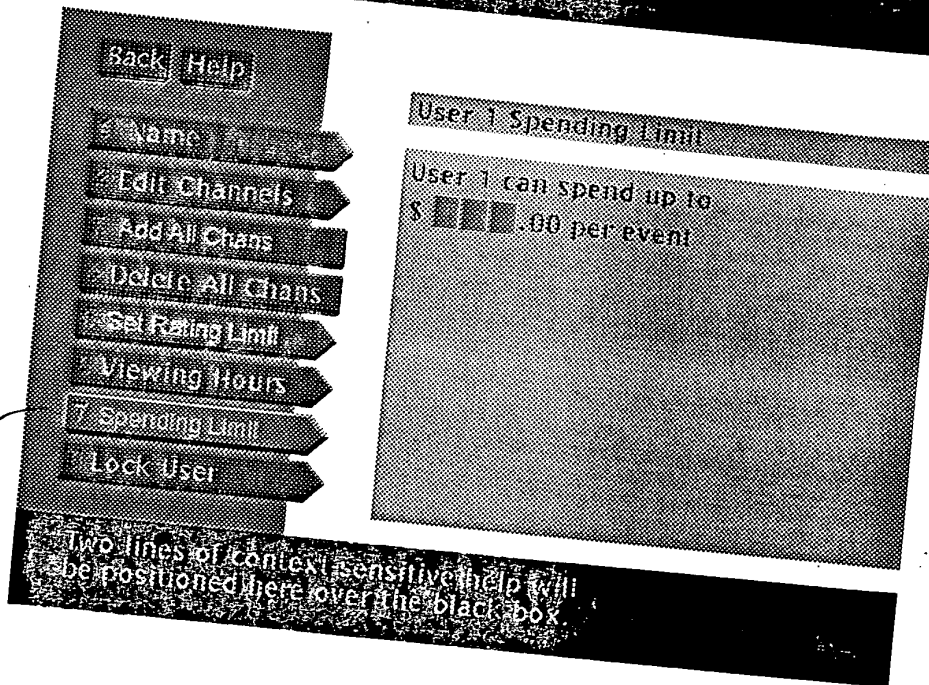 Back Help
Name
Edit Channels
Add All Chans
Delete All Chans
Set Rating Limit
Viewing Hours
7 Spending Limit
Lock User
User 1 Spending Limit
User 1 can spend up to
$ .00 per event
Two lines of context sensitive help will
be positioned here over the black box.